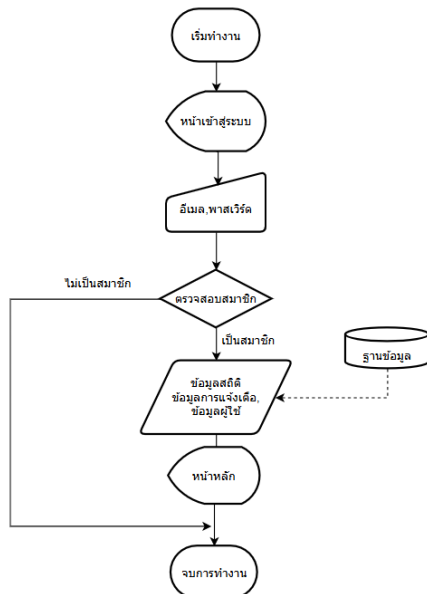 เริ่มทำงาน
หน้าเข้าสู่ระบบ
อีเมล,พาสเวิร์ด
ไม่เป็นสมาชิก
ตรวจสอบสมาชิก
เป็นสมาชิก
ฐานข้อมูล
ข้อมูลสถิติ
ข้อมูลการแจ้งเตือ,
ข้อมูลผู้ใช้
หน้าหลัก
จบการทำงาน